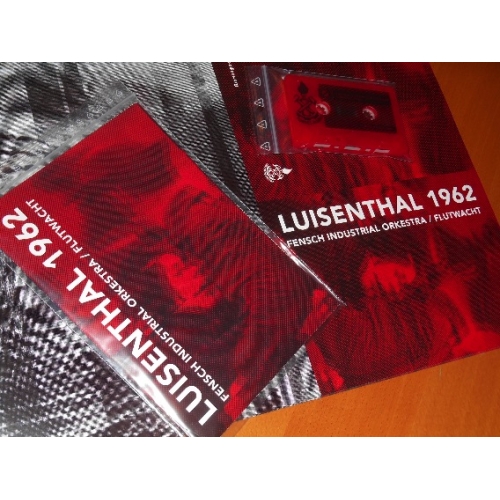 LUISENTHAL 1962
FENSCH INDUSTRIAL ORKESTRA / FLUTWACHT
LUISENTHAL 1962
FENSCH INDUSTRIAL ORKESTRA / FLUTWACHT